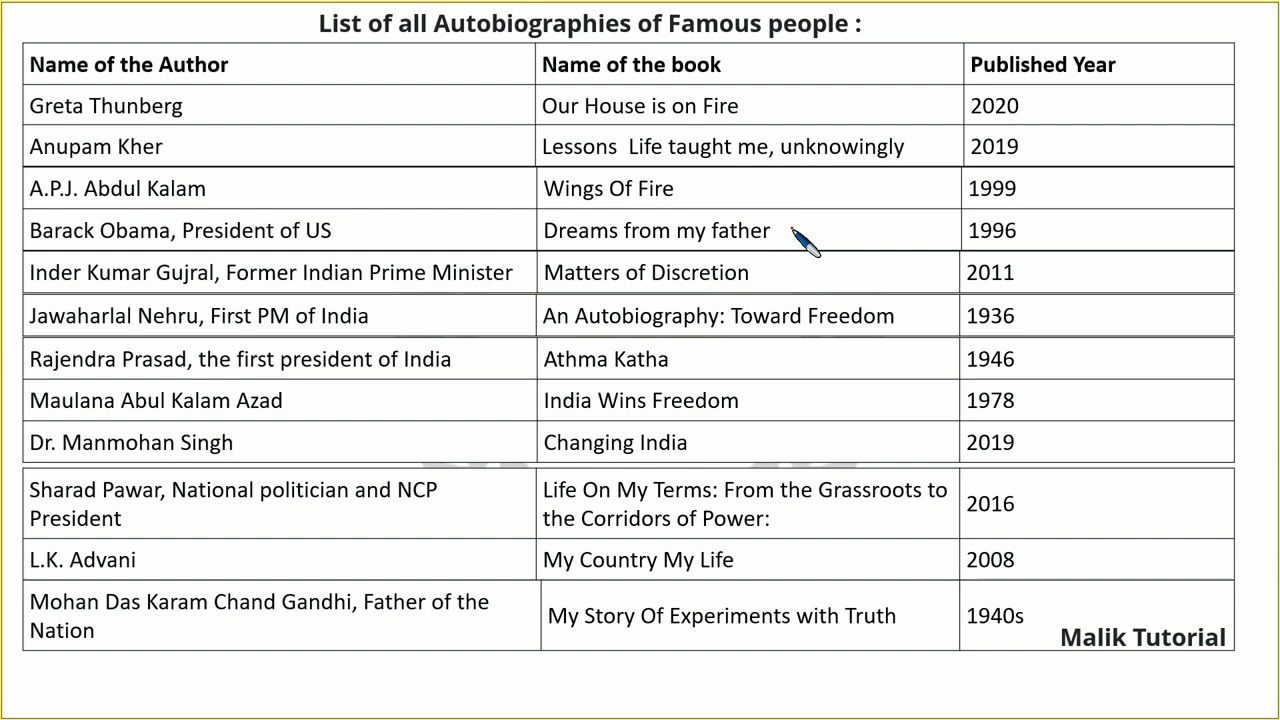 List of all Autobiographies of Famous people :
Name of the Author Name of the book Published Year
Greta Thunberg Our House is on Fire 2020
Anupam Kher Lessons Life taught me, unknowingly 2019
A.P.J. Abdul Kalam Wings Of Fire 1999
Barack Obama, President of US Dreams from my father 1996
Inder Kumar Gujral, Former Indian Prime Minister Matters of Discretion 2011
Jawaharlal Nehru, First PM of India An Autobiography: Toward Freedom 1936
Rajendra Prasad, the first president of India Athma Katha 1946
Maulana Abul Kalam Azad India Wins Freedom 1978
Dr. Manmohan Singh Changing India 2019
Sharad Pawar, National politician and NCP
President
Life On My Terms: From the Grassroots to
the Corridors of Power:
2016
L.K. Advani My Country My Life 2008
Mohan Das Karam Chand Gandhi, Father of the
Nation
My Story Of Experiments with Truth
1940s
Malik Tutorial